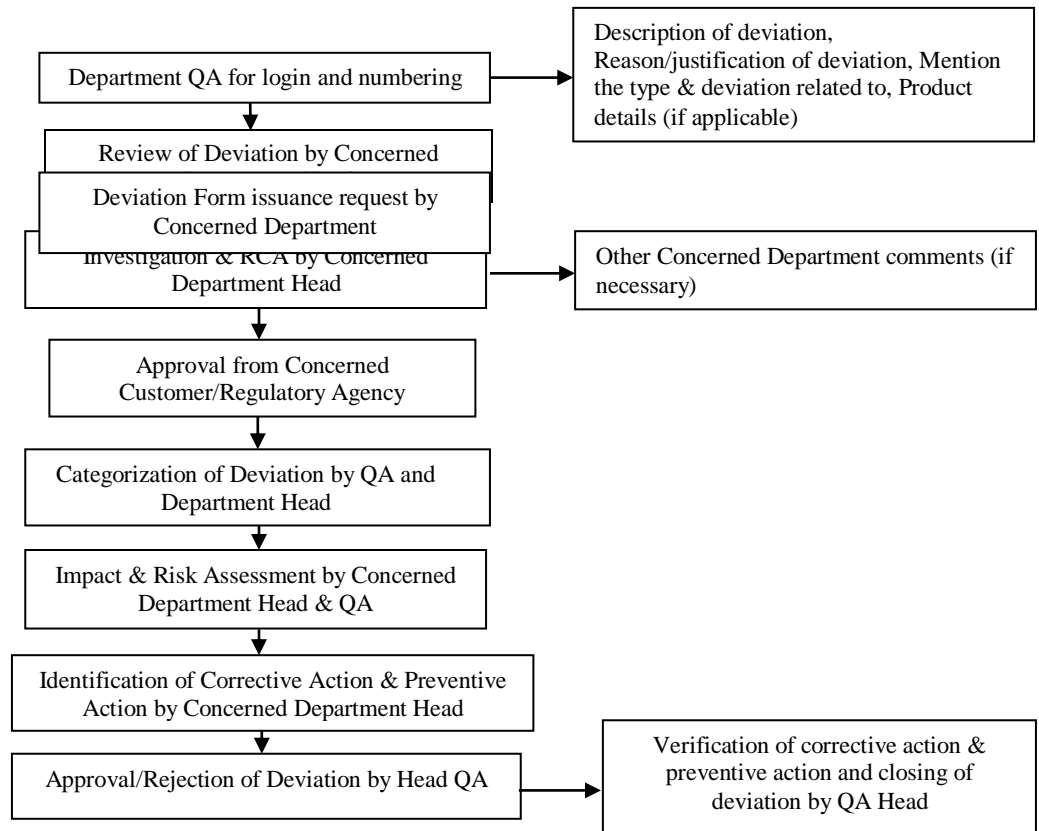 Description of deviation,
Reason/justification of deviation, Mention
the type & deviation related to, Product
details (if applicable)
Department QA for login and numbering
Review of Deviation by Concerned
Deviation Form issuance request by
Concerned Department
Investigation & RCA by Concerned
Department Head
Other Concerned Department comments (if
necessary)
Approval from Concerned
Customer/Regulatory Agency
Categorization of Deviation by QA and
Department Head
Impact & Risk Assessment by Concerned
Department Head & QA
Identification of Corrective Action & Preventive
Action by Concerned Department Head
Approval/Rejection of Deviation by Head QA
Verification of corrective action &
preventive action and closing of
deviation by QA Head